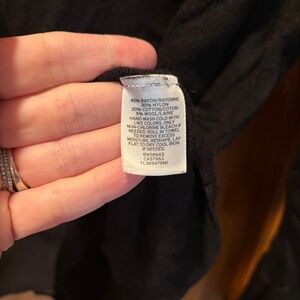 45% RAYON/RAYONNE
30% NYLON
20% COTTON/COTON
5% WOOL/LAINE
HAND WASH COLD WITH
LIKE COLORS. ONLY
NON-CHLORINE BLEACH IF
NEEDED. ROLL IN TOWEL
TO REMOVE EXCESS
MOISTURE. RESHAPE. LAY
FLAT TO DRY. COOL IRON
IF NEEDED.
RN58665
CA57963